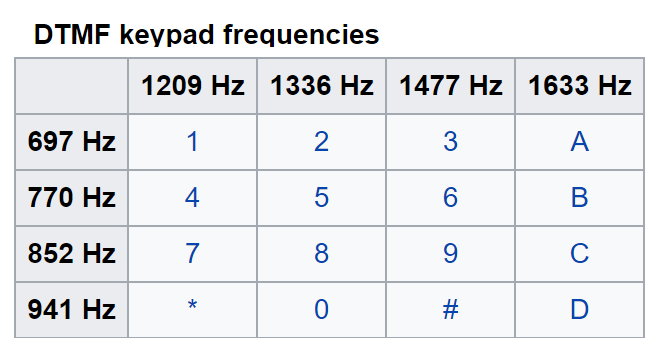 DTMF keypad frequencies
1209 Hz 1336 Hz 1477 Hz 1633 Hz
697 Hz 1 2 3 A
770 Hz 4 5 6 B
852 Hz 7 8 9 C
941 Hz * 0 # D